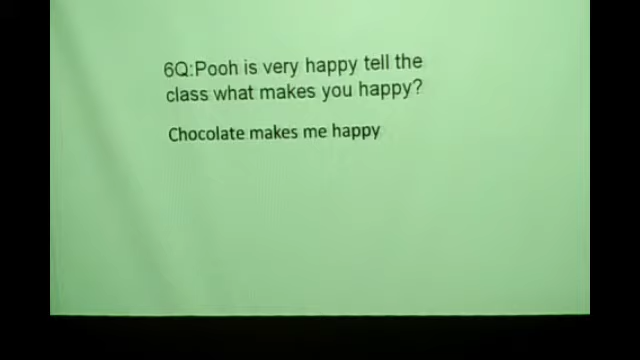 6Q:Pooh is very happy tell the
class what makes you happy?
Chocolate makes me happy